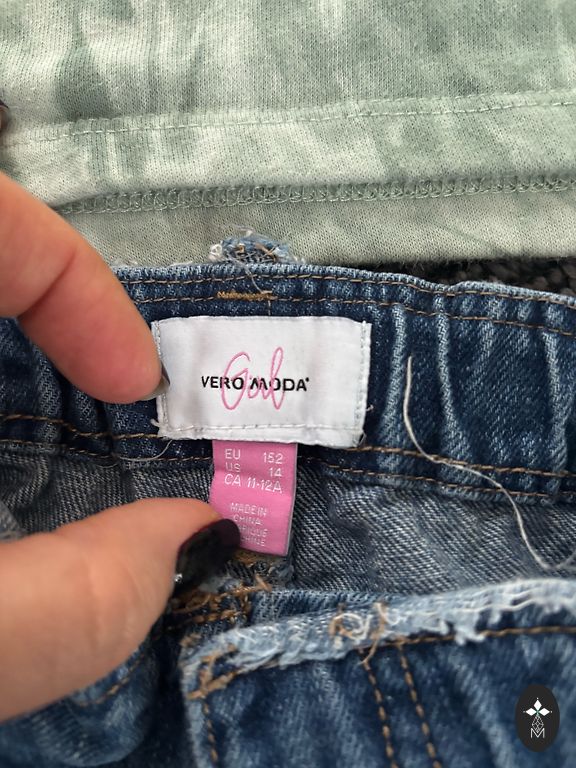 VERO MODA
Girl
EU 152
US 14
CA 11-12A
MADE IN
CHINA